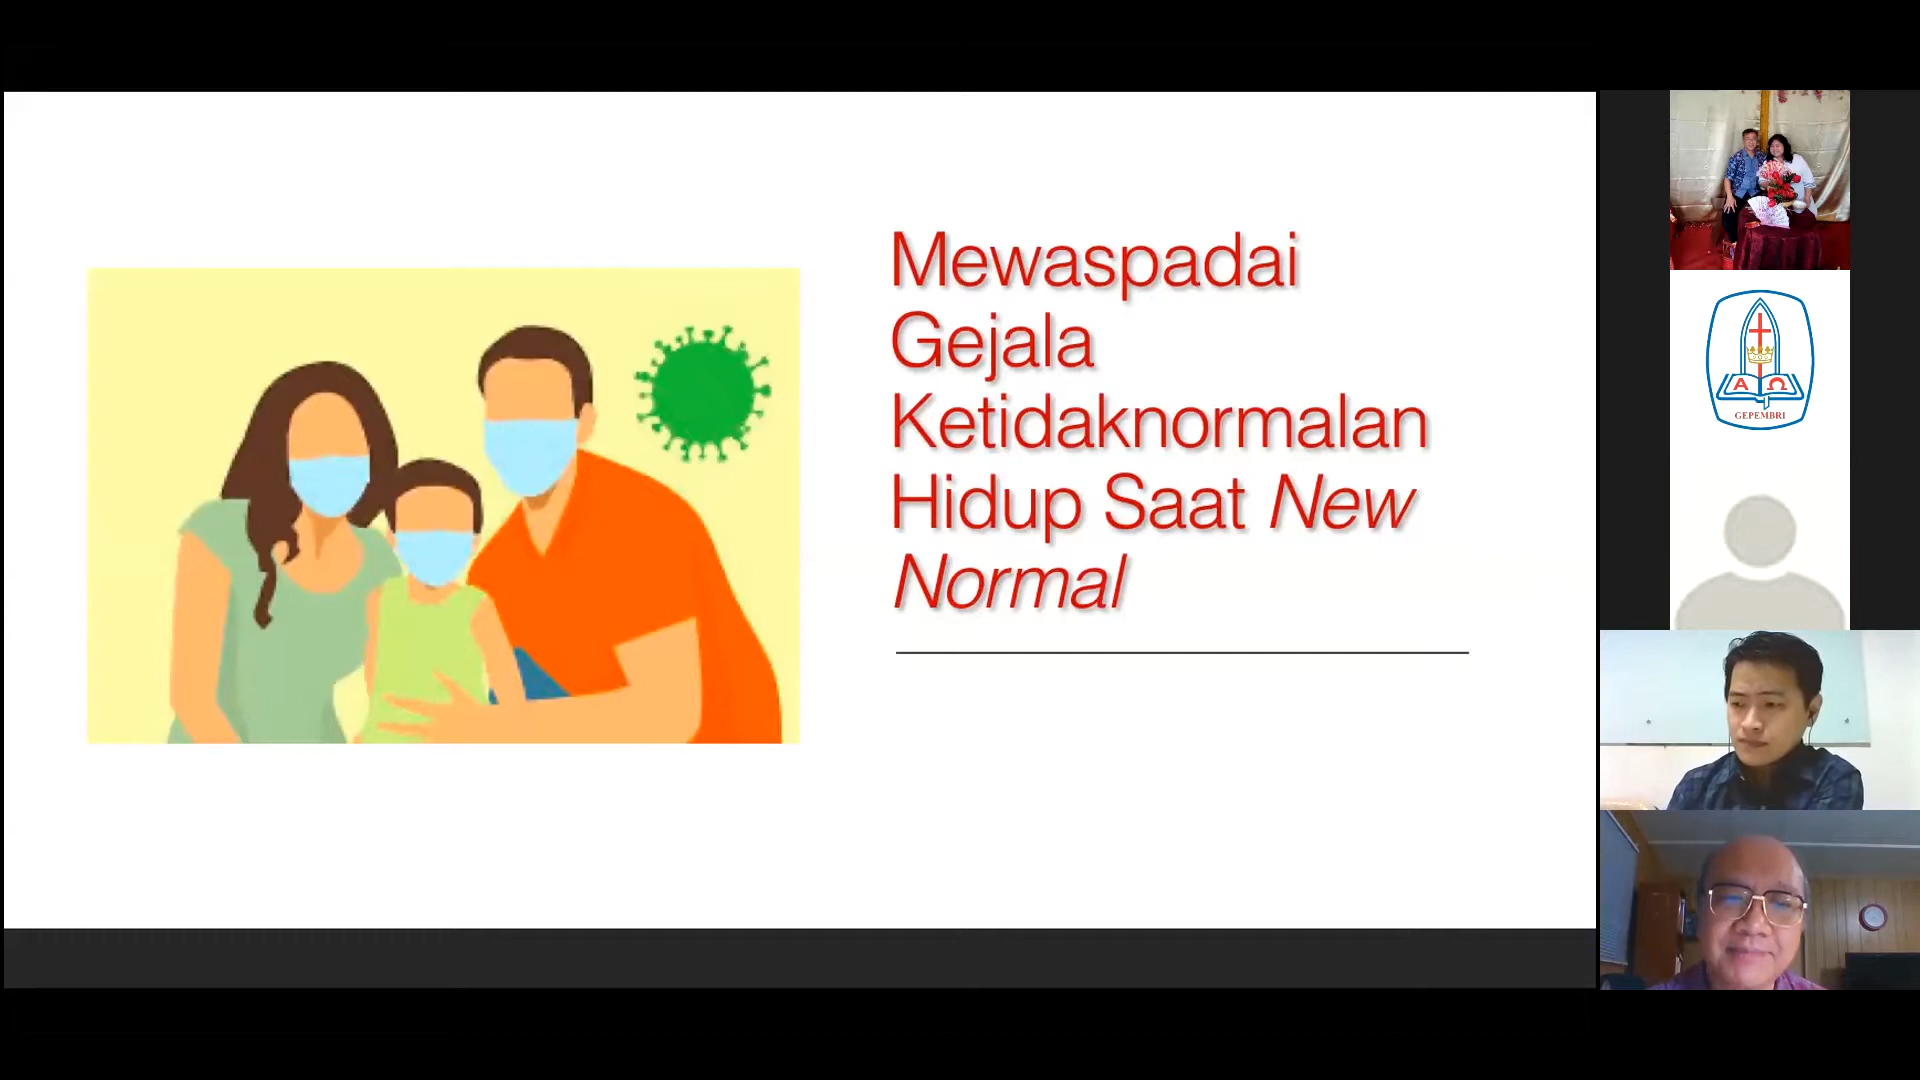 Mewaspadai
Gejala
Ketidaknormalan
Hidup Saat New
Normal
A Ω
GEPEMBRI